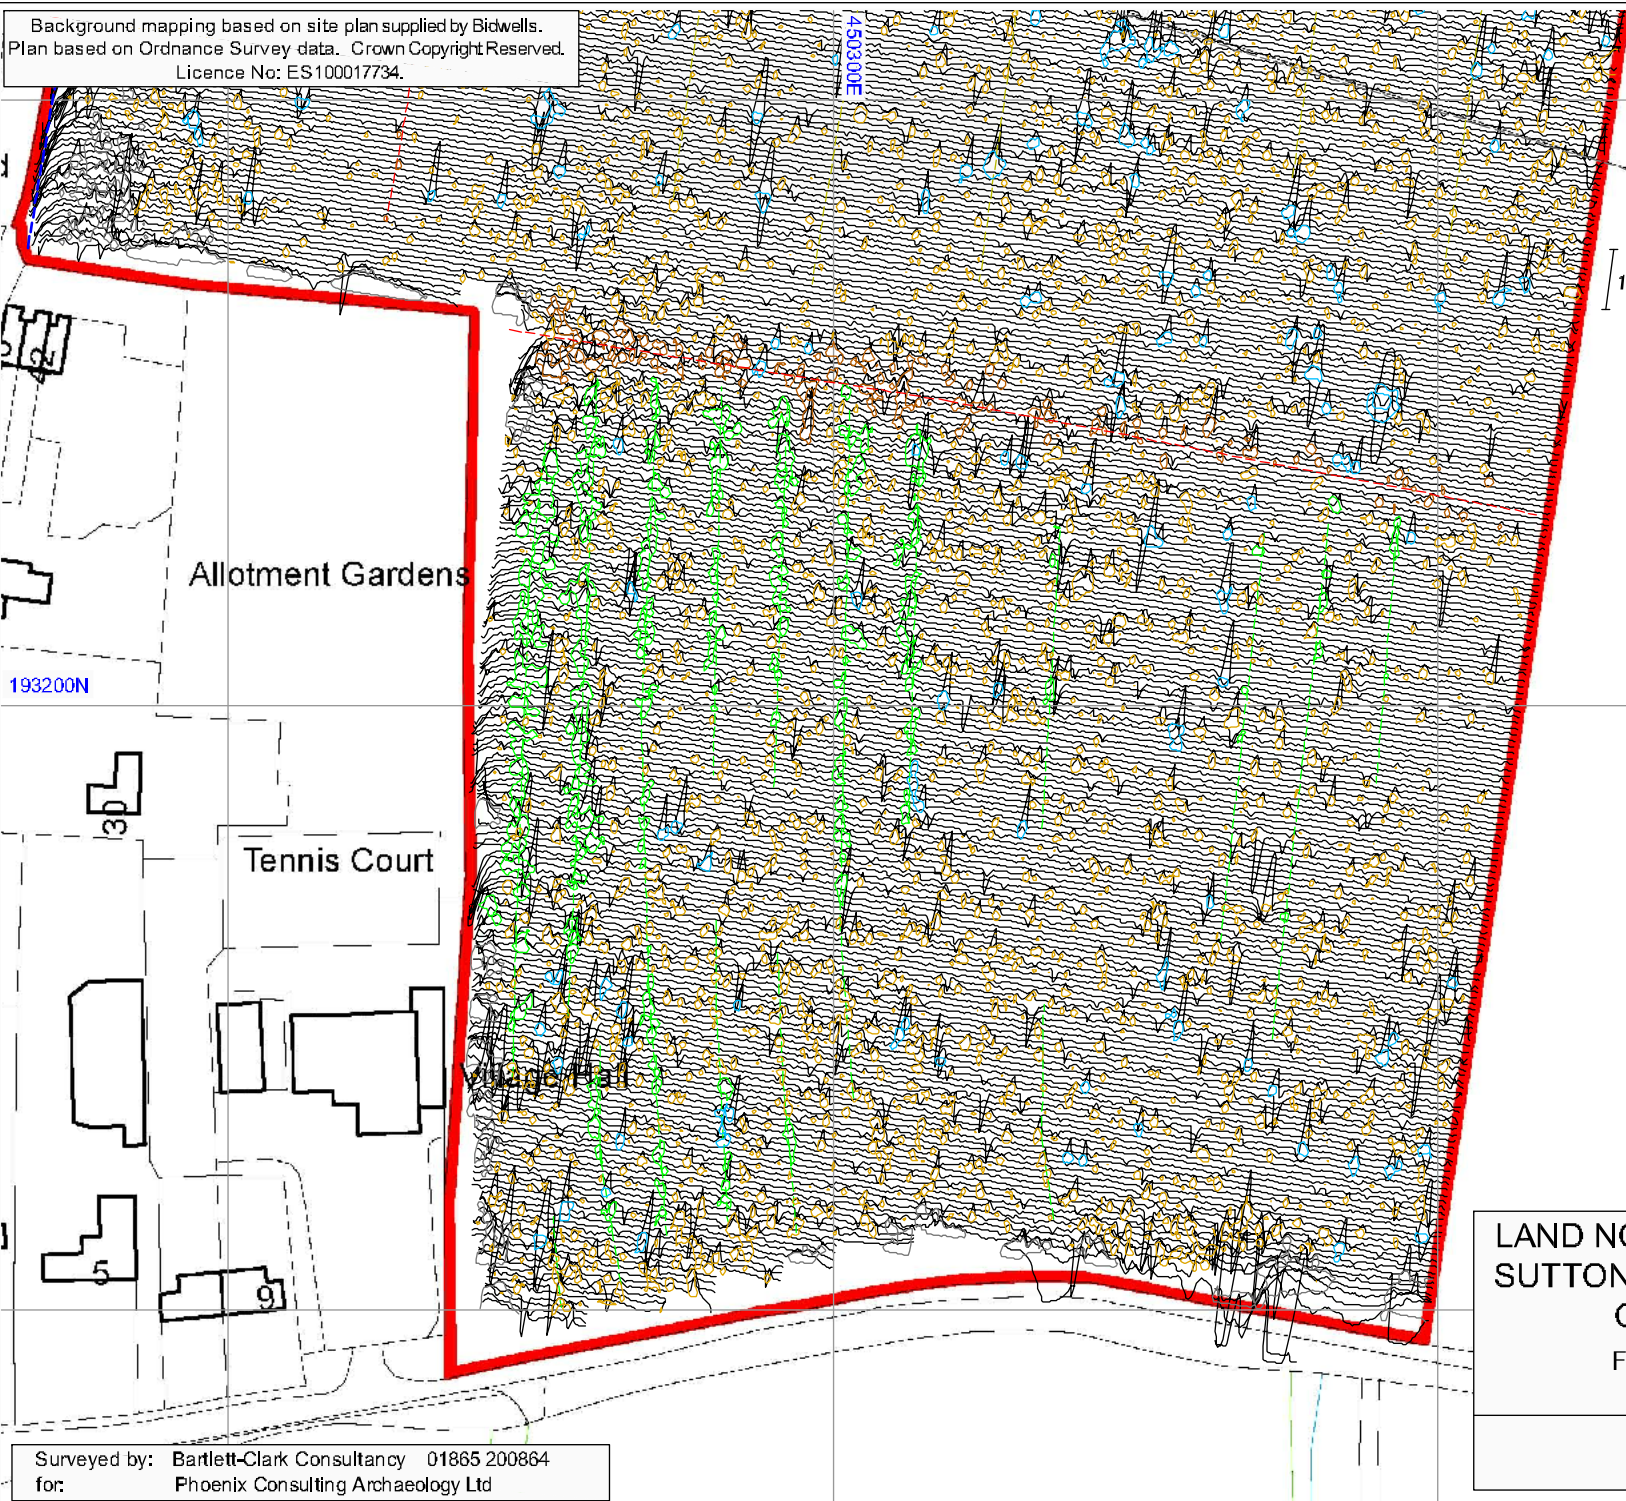 Background mapping based on site plan supplied by Bidwells.
Plan based on Ordnance Survey data. Crown Copyright Reserved.
Licence No: ES100017734.
450300E
42
Allotment Gardens
193200N
30
Tennis Court
Village Hall
5
9
1
LAND NO
SUTTON
F
Surveyed by: Bartlett-Clark Consultancy 01865 200864
for: Phoenix Consulting Archaeology Ltd